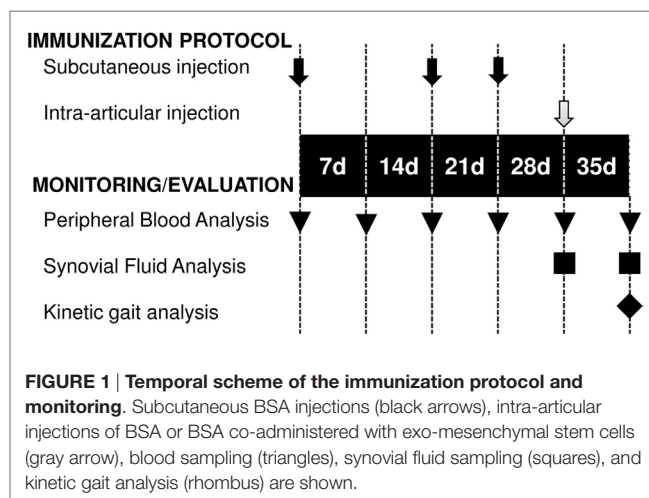 IMMUNIZATION PROTOCOL
Subcutaneous injection
Intra-articular injection
7d 14d 21d 28d 35d
MONITORING/EVALUATION
Peripheral Blood Analysis
Synovial Fluid Analysis
Kinetic gait analysis
FIGURE 1 | Temporal scheme of the immunization protocol and
monitoring. Subcutaneous BSA injections (black arrows), intra-articular
injections of BSA or BSA co-administered with exo-mesenchymal stem cells
(gray arrow), blood sampling (triangles), synovial fluid sampling (squares), and
kinetic gait analysis (rhombus) are shown.